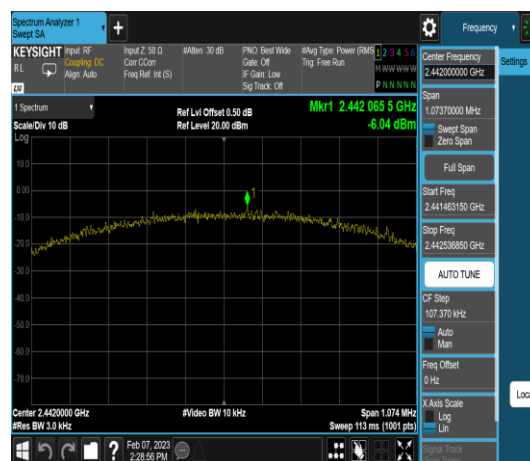 Spectrum Analyzer 1
Swept SA
+
Frequency
KEYSIGHT
RL
LXI
Input: RF
Coupling: DC
Align: Auto
Input Z: 50 Ω
Corr CCorr
Freq Ref: Int (S)
#Atten: 30 dB
PNO: Best Wide
Gate: Off
IF Gain: Low
Sig Track: Off
#Avg Type: Power (RMS
Trig: Free Run
1 2 3 4 5 6
M W W W W W
P N N N N N
1 Spectrum
Scale/Div 10 dB
Ref Lvl Offset 0.50 dB
Ref Level 20.00 dBm
Mkr1 2.442 065 5 GHz
-6.04 dBm
Log
10.0
0.00
-10.0
-20.0
-30.0
-40.0
-50.0
-60.0
-70.0
1
Center 2.4420000 GHz
#Res BW 3.0 kHz
#Video BW 10 kHz
Span 1.074 MHz
Sweep 113 ms (1001 pts)
Center Frequency
2.442000000 GHz
Span
1.07370000 MHz
Swept Span
Zero Span
Full Span
Start Freq
2.441463150 GHz
Stop Freq
2.442536850 GHz
AUTO TUNE
CF Step
107.370 kHz
Auto
Man
Freq Offset
0 Hz
X Axis Scale
Log
Lin
Signal Track
Settings
Loca
?
Feb 07, 2023
2:28:56 PM